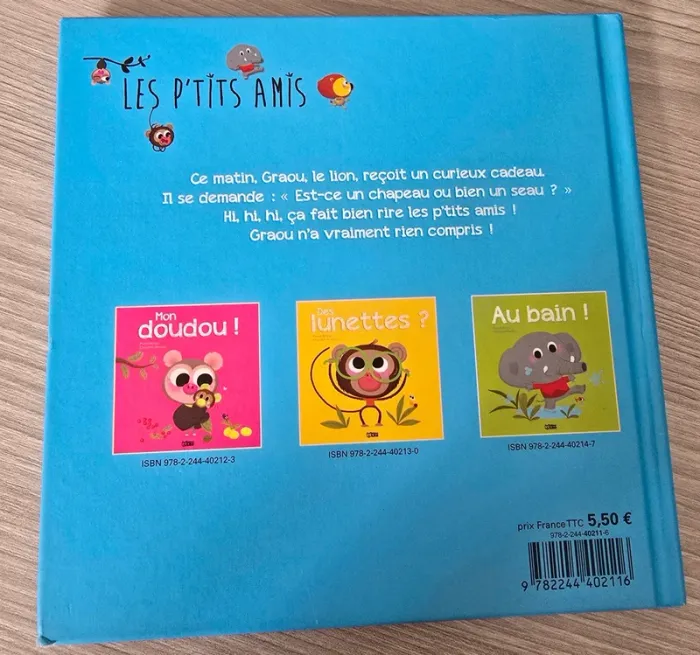 LES P'TITS AMIS
Ce matin, Graou, le lion, reçoit un curieux cadeau.
Il se demande : « Est-ce un chapeau ou bien un seau ? »
Hi, hi, hi, ça fait bien rire les p'tits amis !
Graou n'a vraiment rien compris !
Mon
doudou !
ISBN 978-2-244-40212-3
Des
lunettes ?
ISBN 978-2-244-40213-0
Au bain !
ISBN 978-2-244-40214-7
prix France TTC 5,50 €
978-2-244-40211-6
9 782244 402116